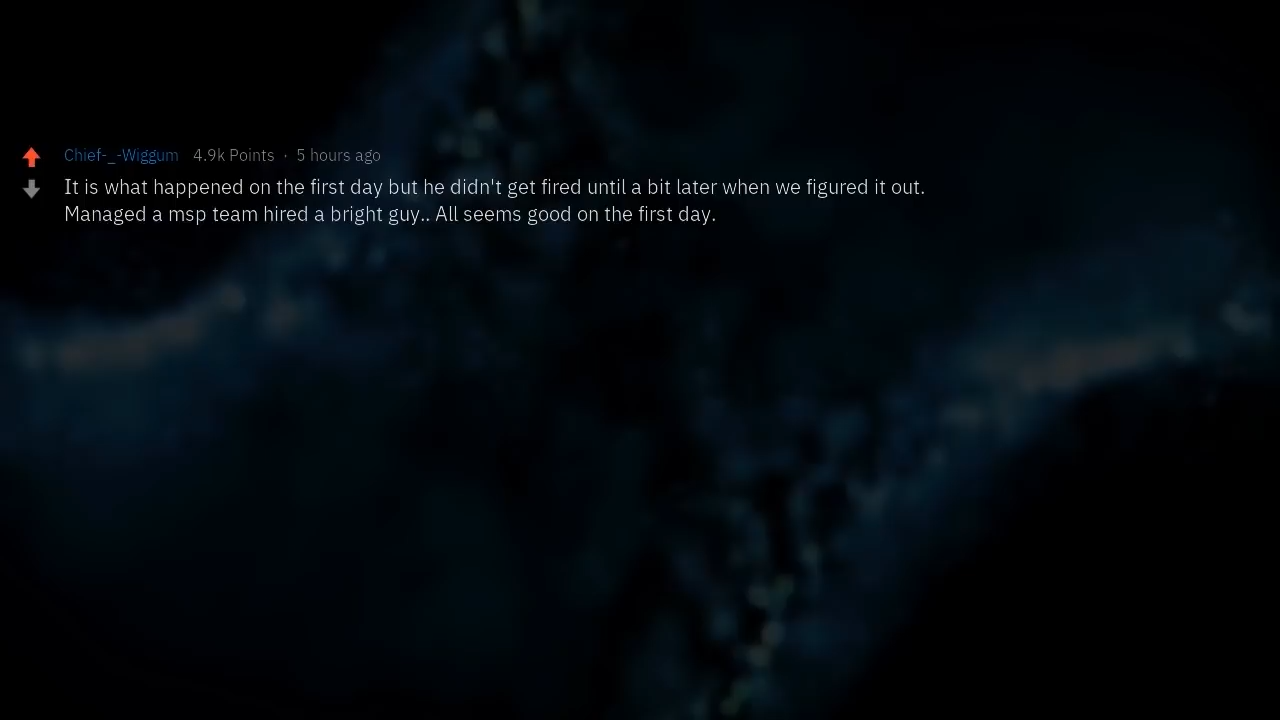 Chief-_-Wiggum 4.9k Points · 5 hours ago
It is what happened on the first day but he didn't get fired until a bit later when we figured it out.
Managed a msp team hired a bright guy.. All seems good on the first day.